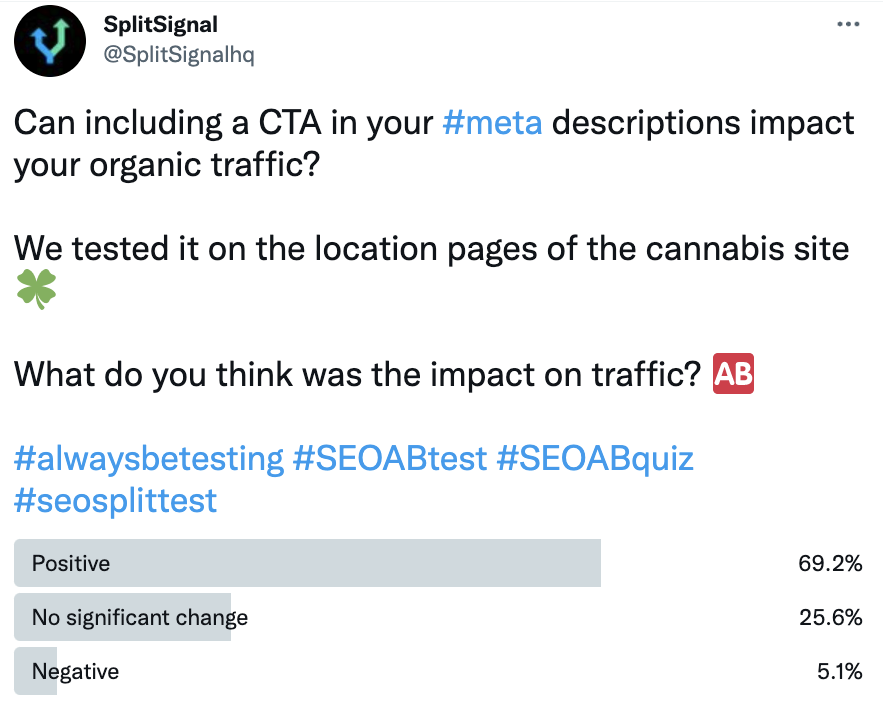 SplitSignal
@SplitSignalhq
Can including a CTA in your #meta descriptions impact
your organic traffic?
We tested it on the location pages of the cannabis site
🍀
What do you think was the impact on traffic? 🆎
#alwaysbetesting #SEOABtest #SEOABquiz
#seosplittest
Positive 69.2%
No significant change 25.6%
Negative 5.1%